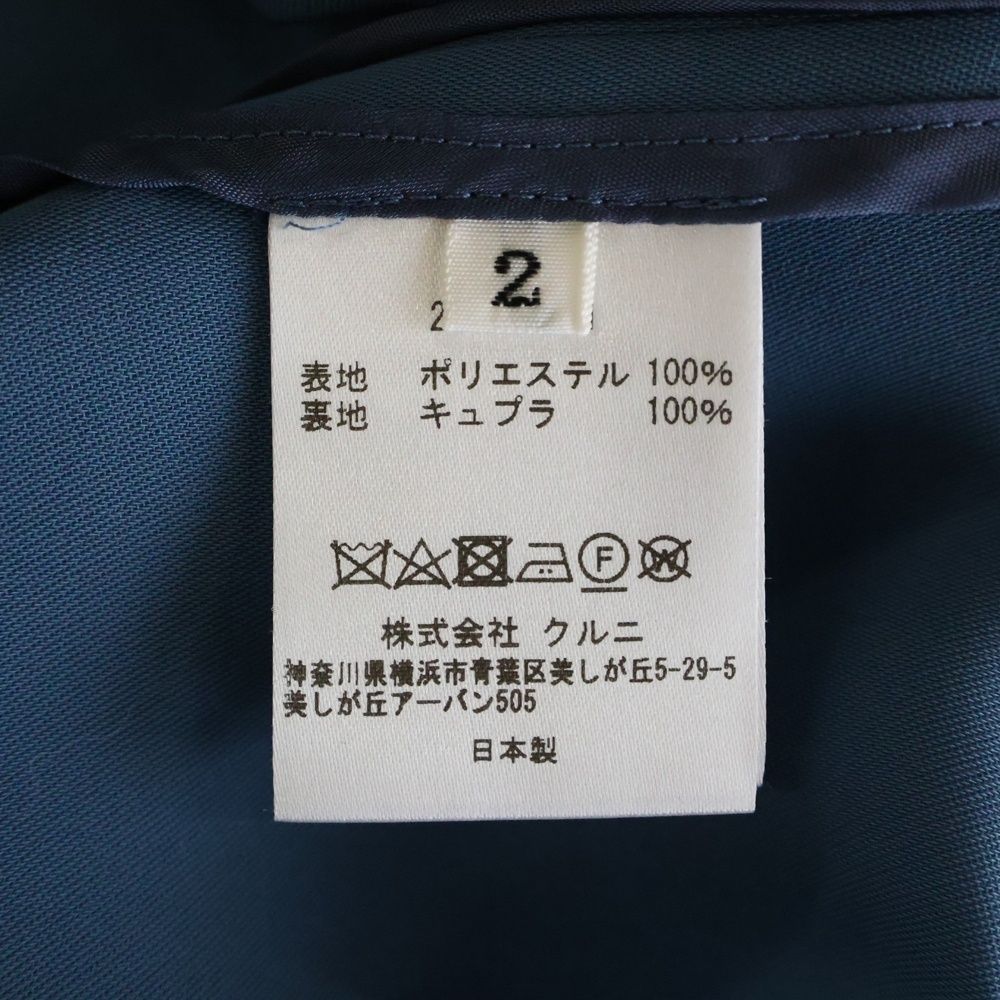 2
2
表地 ポリエステル 100%
裏地 キュプラ 100%
F W
株式会社 クルニ
神奈川県横浜市青葉区美しが丘5-29-5
美しが丘アーバン505
日本製